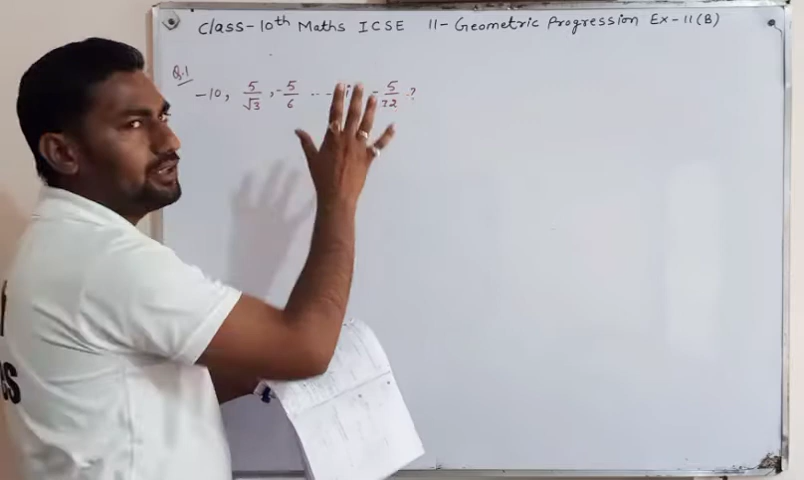 Class-10th Maths ICSE 11-Geometric Progression Ex-11(B)
Q.1
-10, 5/√3, -5/6 ... -5/72 ?